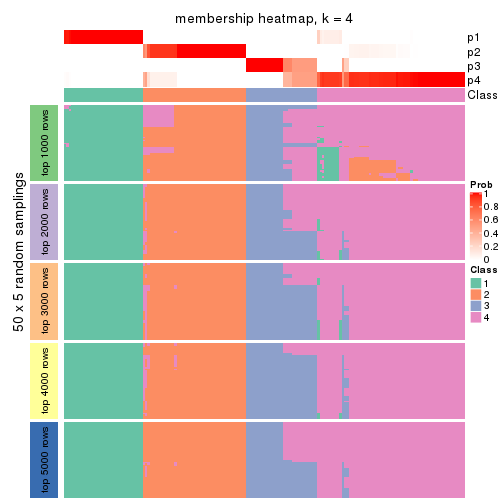 membership heatmap, k = 4
p1
p2
p3
p4
Class
50 x 5 random samplings
top 1000 rows
top 2000 rows
top 3000 rows
top 4000 rows
top 5000 rows
Prob
1
0.8
0.6
0.4
0.2
0
Class
1
2
3
4